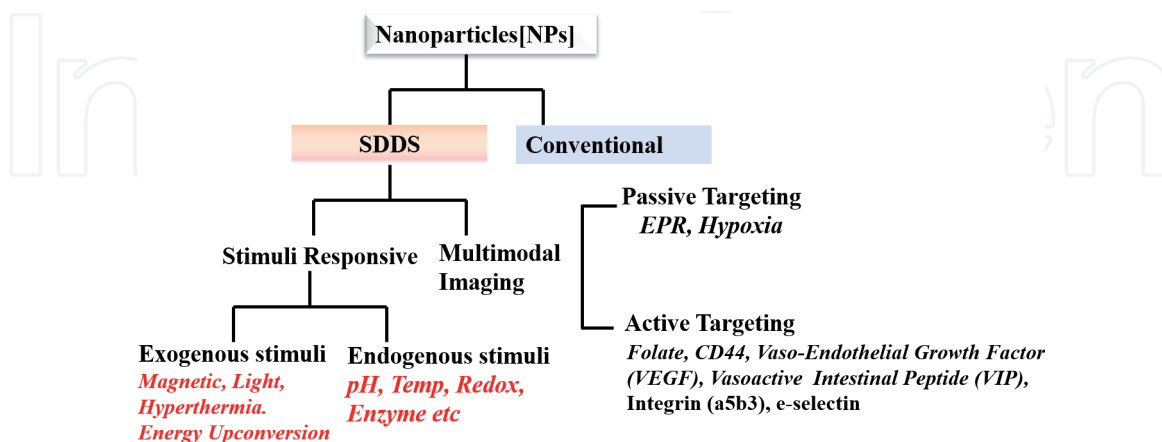 Nanoparticles[NPs]
SDDS
Conventional
Stimuli Responsive
Multimodal
Imaging
Exogenous stimuli
Magnetic, Light,
Hyperthermia.
Energy Upconversion
Endogenous stimuli
pH, Temp, Redox,
Enzyme etc
Passive Targeting
EPR, Hypoxia
Active Targeting
Folate, CD44, Vaso-Endothelial Growth Factor
(VEGF), Vasoactive Intestinal Peptide (VIP),
Integrin (a5b3), e-selectin